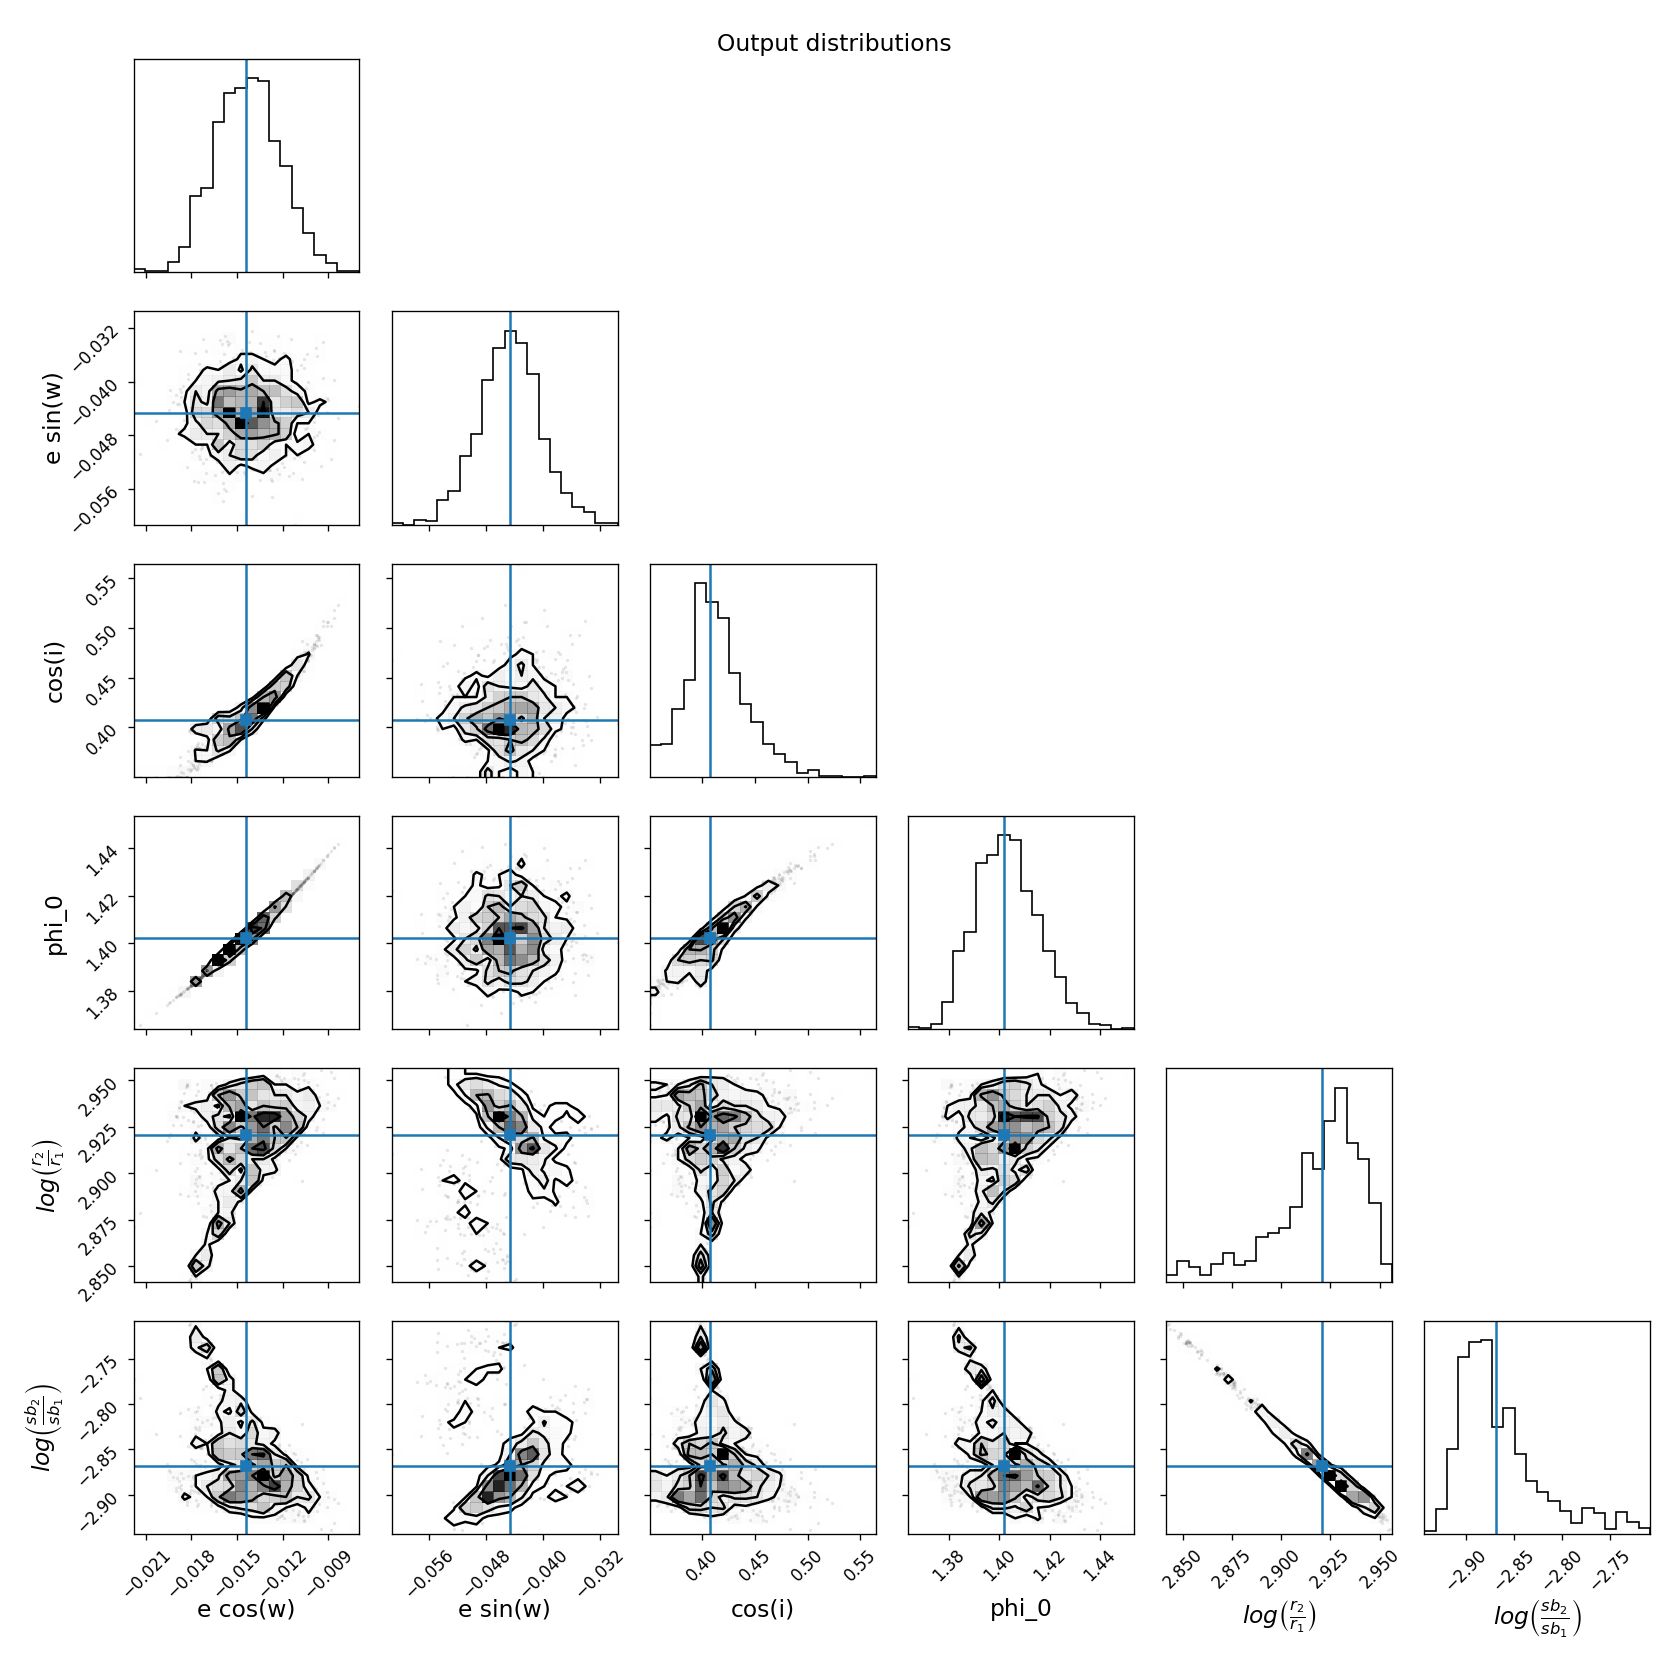 Output distributions
e sin(w)
−0.032
−0.040
−0.048
−0.056
cos(i)
0.55
0.50
0.45
0.40
phi_0
1.44
1.42
1.40
1.38
log(r₂/r₁)
2.950
2.925
2.900
2.875
2.850
log(sb₂/sb₁)
−2.75
−2.80
−2.85
−2.90
−0.021 −0.018 −0.015 −0.012 −0.009 −0.056 −0.048 −0.040 −0.032 0.40 0.45 0.50 0.55 1.38 1.40 1.42 1.44 2.850 2.875 2.900 2.925 2.950 −2.90 −2.85 −2.80 −2.75
e cos(w) e sin(w) cos(i) phi_0 log(r₂/r₁) log(sb₂/sb₁)